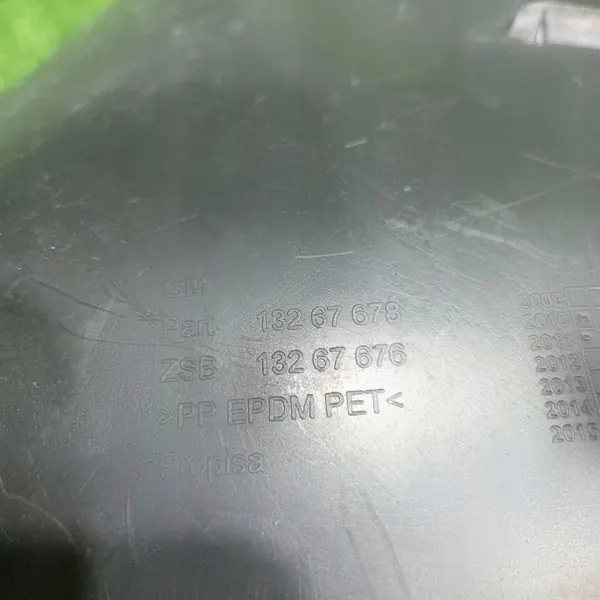 GM
Part 132 67 678
ZSB 132 67 676
>PP EPDM PET<
Propisa
2009
2010
2011
2012
2013
2014
2015